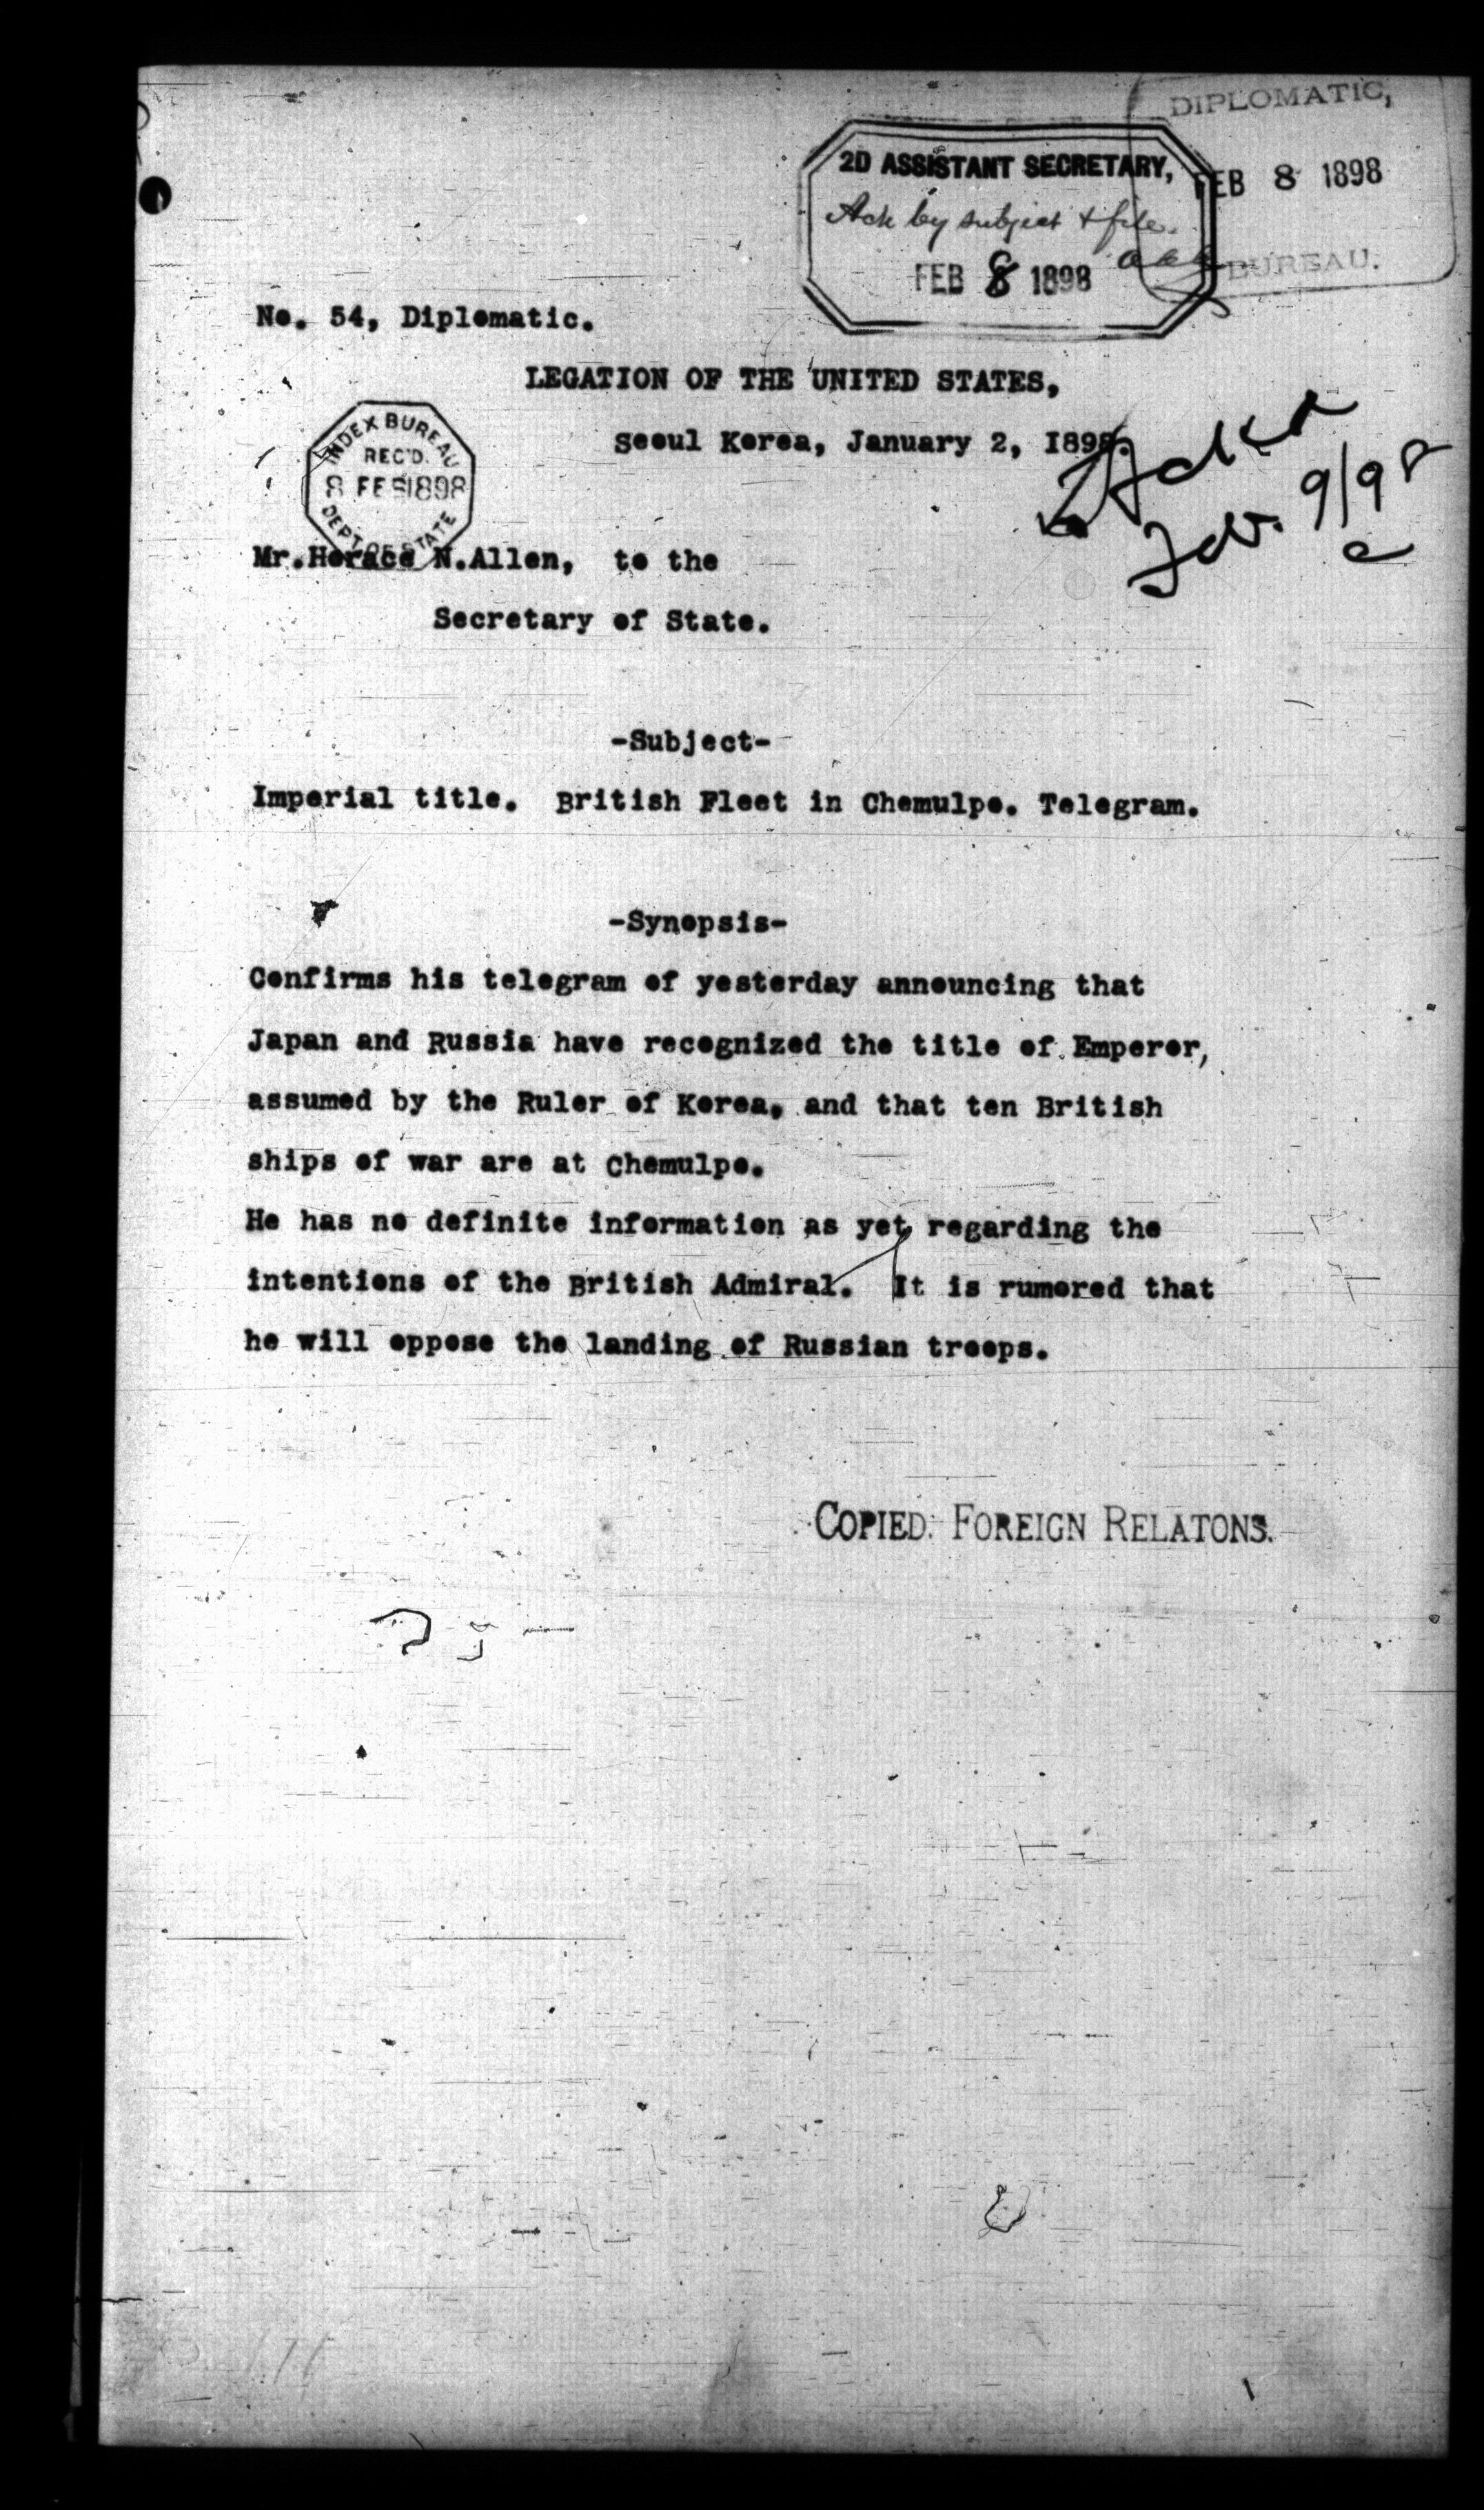 DIPLOMATIC,
FEB 8 1898
BUREAU.
2D ASSISTANT SECRETARY,
Ack by subject & file.
FEB 8 1898
No. 54, Diplomatic.
LEGATION OF THE UNITED STATES,
Seoul Korea, January 2, 1898.
INDEX BUREAU
REC'D.
8 FEB 1898
DEPT. OF STATE
Feb. 9/98
Mr.Horace N.Allen, to the
Secretary of State.
-Subject-
Imperial title. British Fleet in Chemulpo. Telegram.
-Synopsis-
Confirms his telegram of yesterday announcing that
Japan and Russia have recognized the title of Emperor,
assumed by the Ruler of Korea, and that ten British
ships of war are at Chemulpo.
He has no definite information as yet regarding the
intentions of the British Admiral. It is rumored that
he will oppose the landing of Russian troops.
COPIED: FOREIGN RELATONS.